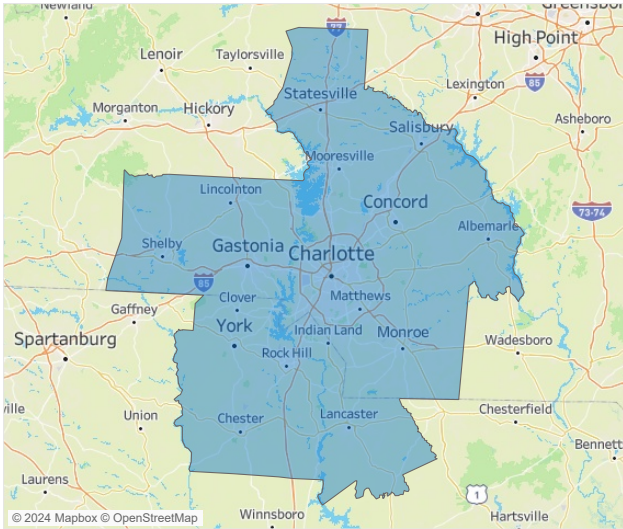 Newland
Greensboro
77
High Point
Lenoir
Taylorsville
85
Statesville
Lexington
Morganton
Hickory
Asheboro
Salisbury
Mooresville
Lincolnton
Concord
73-74
Albemarle
Shelby
Gastonia
Charlotte
85
Clover
Matthews
Gaffney
York
Indian Land
Monroe
Spartanburg
Wadesboro
Rock Hill
ville
Union
Chester
Lancaster
Chesterfield
Bennett
Laurens
1
Winnsboro
Hartsville
© 2024 Mapbox © OpenStreetMap